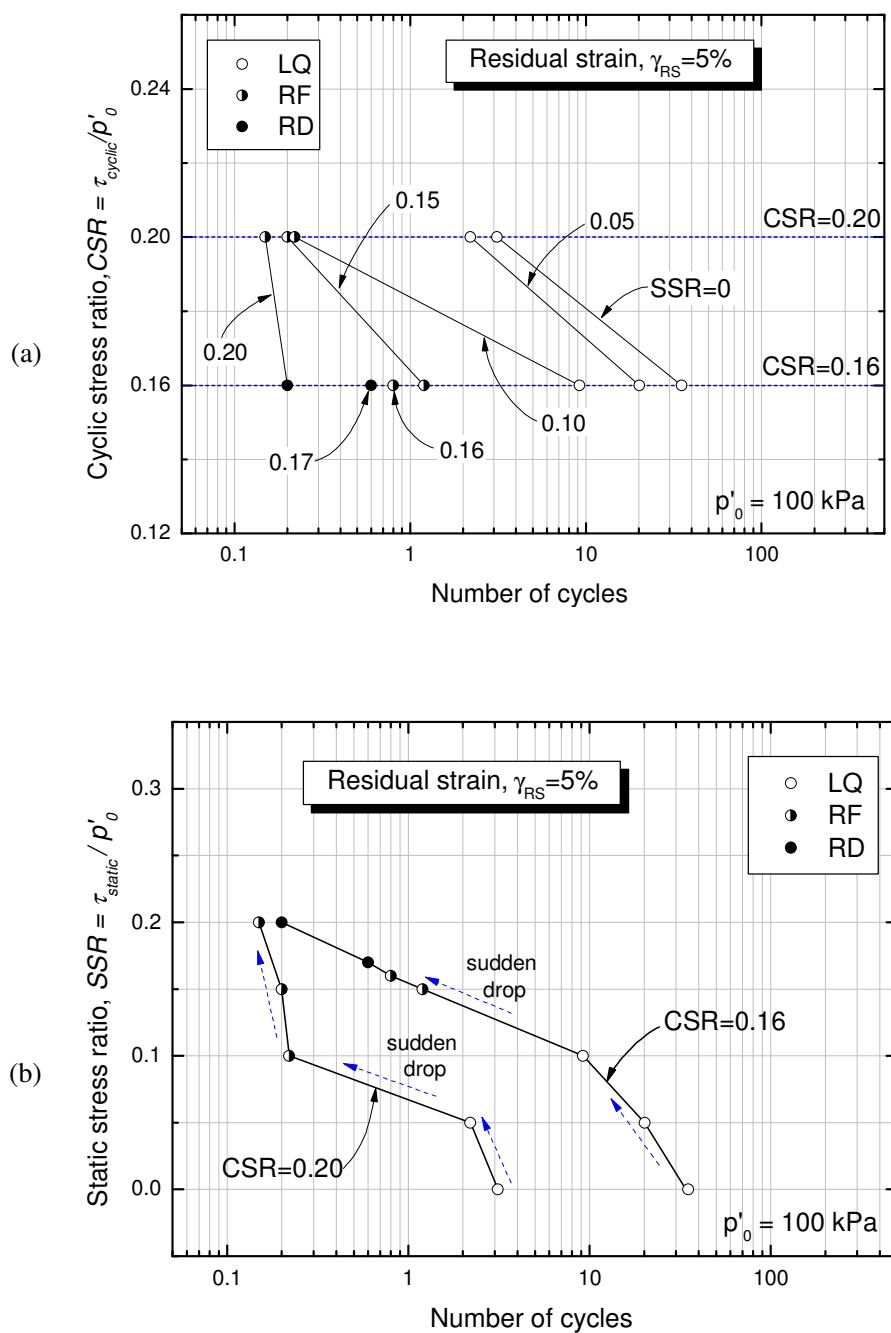 (a)
LQ
RF
RD
Residual strain, γRS=5%
Cyclic stress ratio, CSR = τcyclic/p'0
0.24
0.20
0.16
0.12
0.15
0.05
CSR=0.20
SSR=0
0.20
CSR=0.16
0.10
0.17
0.16
p'0 = 100 kPa
0.1
1
10
100
Number of cycles
(b)
Residual strain, γRS=5%
LQ
RF
RD
Static stress ratio, SSR = τstatic/ p'0
0.3
0.2
0.1
0.0
sudden
drop
CSR=0.16
sudden
drop
CSR=0.20
p'0 = 100 kPa
0.1
1
10
100
Number of cycles